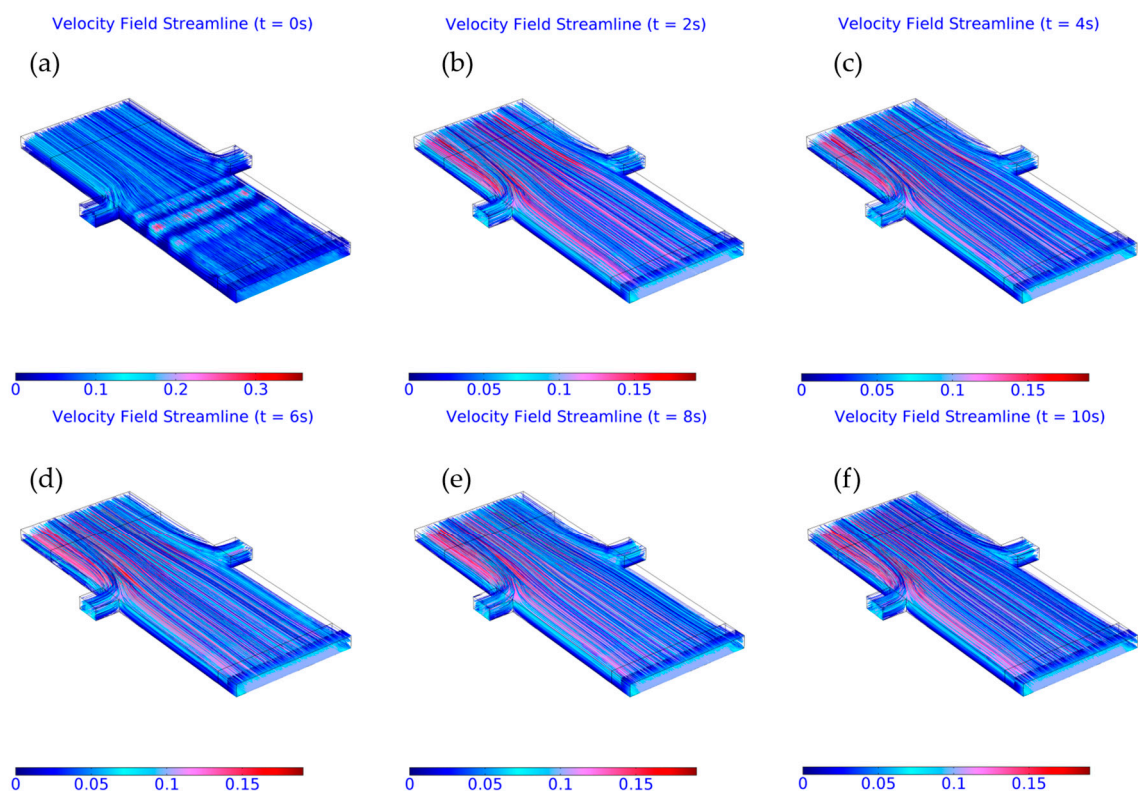 Velocity Field Streamline (t = 0s)
Velocity Field Streamline (t = 2s)
Velocity Field Streamline (t = 4s)
(a)
(b)
(c)
0 0.1 0.2 0.3
0 0.05 0.1 0.15
0 0.05 0.1 0.15
Velocity Field Streamline (t = 6s)
Velocity Field Streamline (t = 8s)
Velocity Field Streamline (t = 10s)
(d)
(e)
(f)
0 0.05 0.1 0.15
0 0.05 0.1 0.15
0 0.05 0.1 0.15